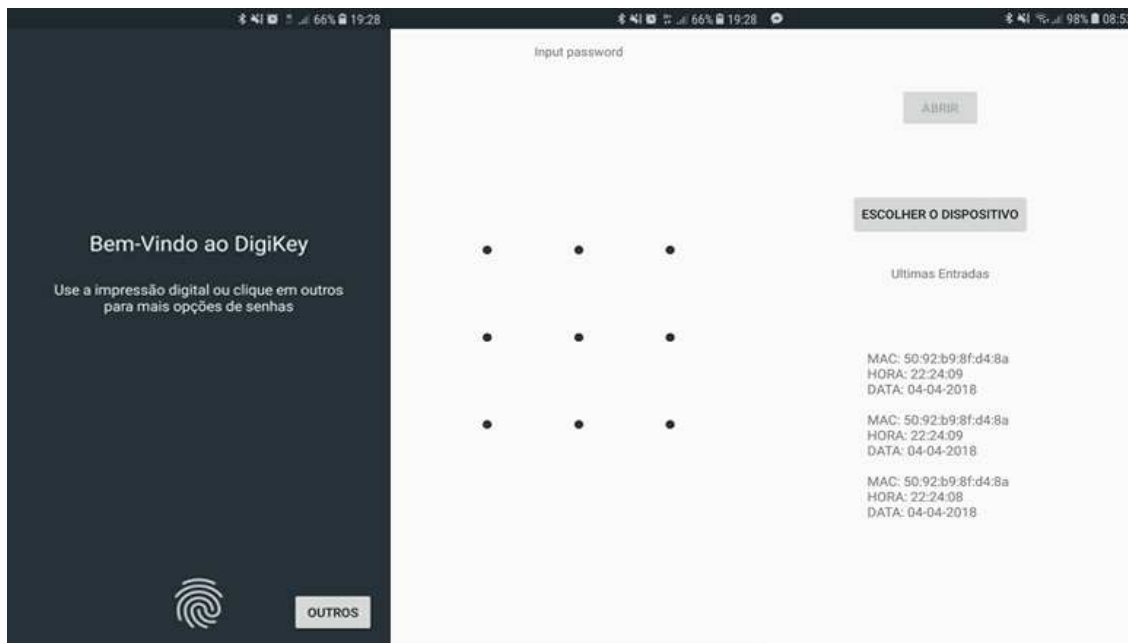 66% 19:28
Bem-Vindo ao DigiKey
Use a impressão digital ou clique em outros
para mais opções de senhas
OUTROS
66% 19:28
Input password
98%
ABRIR
ESCOLHER O DISPOSITIVO
Ultimas Entradas
MAC: 50:92:b9:8f:d4:8a
HORA: 22:24:09
DATA: 04-04-2018
MAC: 50:92:b9:8f:d4:8a
HORA: 22:24:09
DATA: 04-04-2018
MAC: 50:92:b9:8f:d4:8a
HORA: 22:24:08
DATA: 04-04-2018